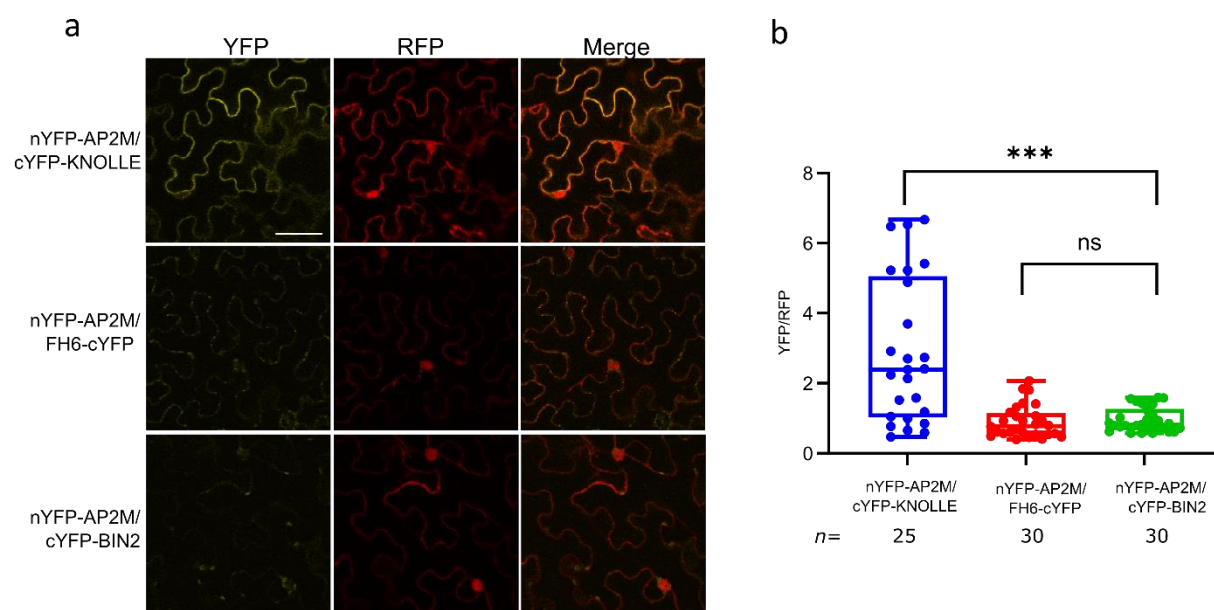 a
YFP RFP Merge
nYFP-AP2M/
cYFP-KNOLLE
nYFP-AP2M/
FH6-cYFP
nYFP-AP2M/
cYFP-BIN2
b
***
ns
YFP/RFP
8
6
4
2
0
nYFP-AP2M/ nYFP-AP2M/ nYFP-AP2M/
cYFP-KNOLLE FH6-cYFP cYFP-BIN2
n= 25 30 30